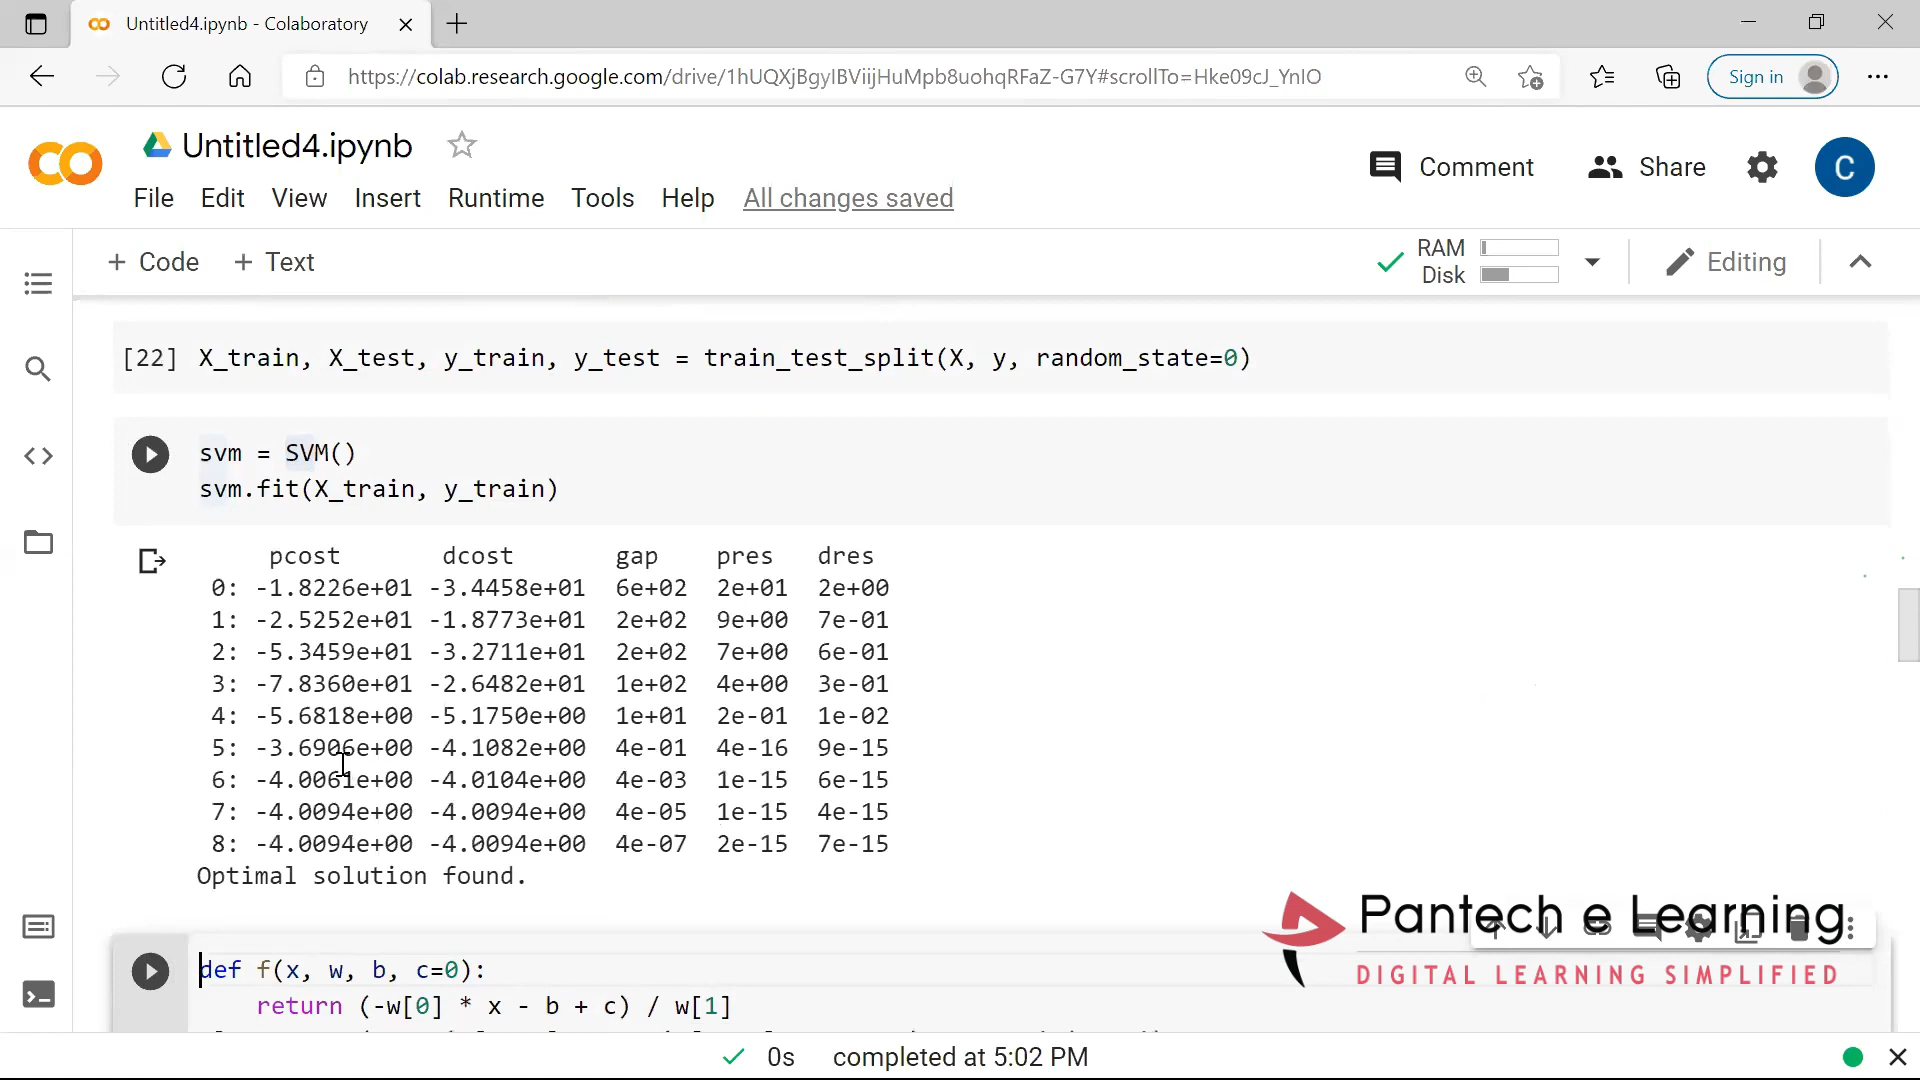 Untitled4.ipynb - Colaboratory
https://colab.research.google.com/drive/1hUQXjBgyIBViijHuMpb8uohqRFaZ-G7Y#scrollTo=Hke09cJ_YnIO
Sign in
Untitled4.ipynb
Comment Share C
File Edit View Insert Runtime Tools Help All changes saved
+ Code + Text
RAM
Disk
Editing
[22] X_train, X_test, y_train, y_test = train_test_split(X, y, random_state=0)
svm = SVM()
svm.fit(X_train, y_train)
pcost dcost gap pres dres
0: -1.8226e+01 -3.4458e+01 6e+02 2e+01 2e+00
1: -2.5252e+01 -1.8773e+01 2e+02 9e+00 7e-01
2: -5.3459e+01 -3.2711e+01 2e+02 7e+00 6e-01
3: -7.8360e+01 -2.6482e+01 1e+02 4e+00 3e-01
4: -5.6818e+00 -5.1750e+00 1e+01 2e-01 1e-02
5: -3.6906e+00 -4.1082e+00 4e-01 4e-16 9e-15
6: -4.0061e+00 -4.0104e+00 4e-03 1e-15 6e-15
7: -4.0094e+00 -4.0094e+00 4e-05 1e-15 4e-15
8: -4.0094e+00 -4.0094e+00 4e-07 2e-15 7e-15
Optimal solution found.
Pantech e Learning
DIGITAL LEARNING SIMPLIFIED
def f(x, w, b, c=0):
return (-w[0] * x - b + c) / w[1]
0s completed at 5:02 PM